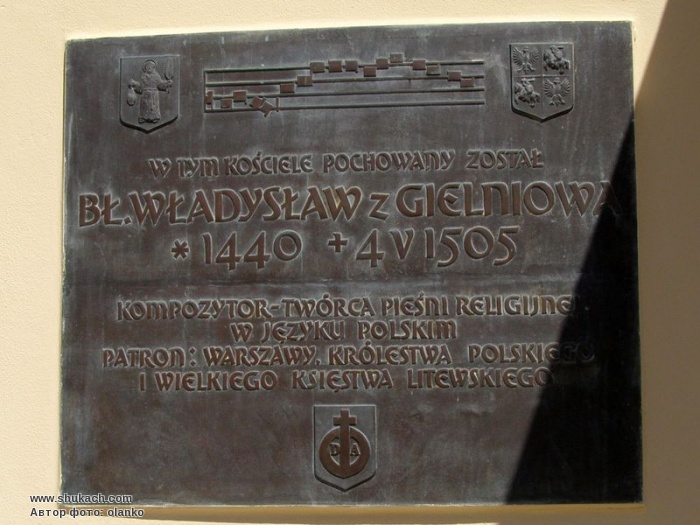 W TYM KOŚCIELE POCHOWANY ZOSTAŁ
BŁ. WŁADYSŁAW Z GIELNIOWA
* 1440 + 4 V 1505
KOMPOZYTOR-TWÓRCA PIEŚNI RELIGIJNEJ
W JĘZYKU POLSKIM
PATRON: WARSZAWY, KRÓLESTWA POLSKIEGO
I WIELKIEGO KSIĘSTWA LITEWSKIEGO
D A
www.shukach.com
Автор фото: olanko